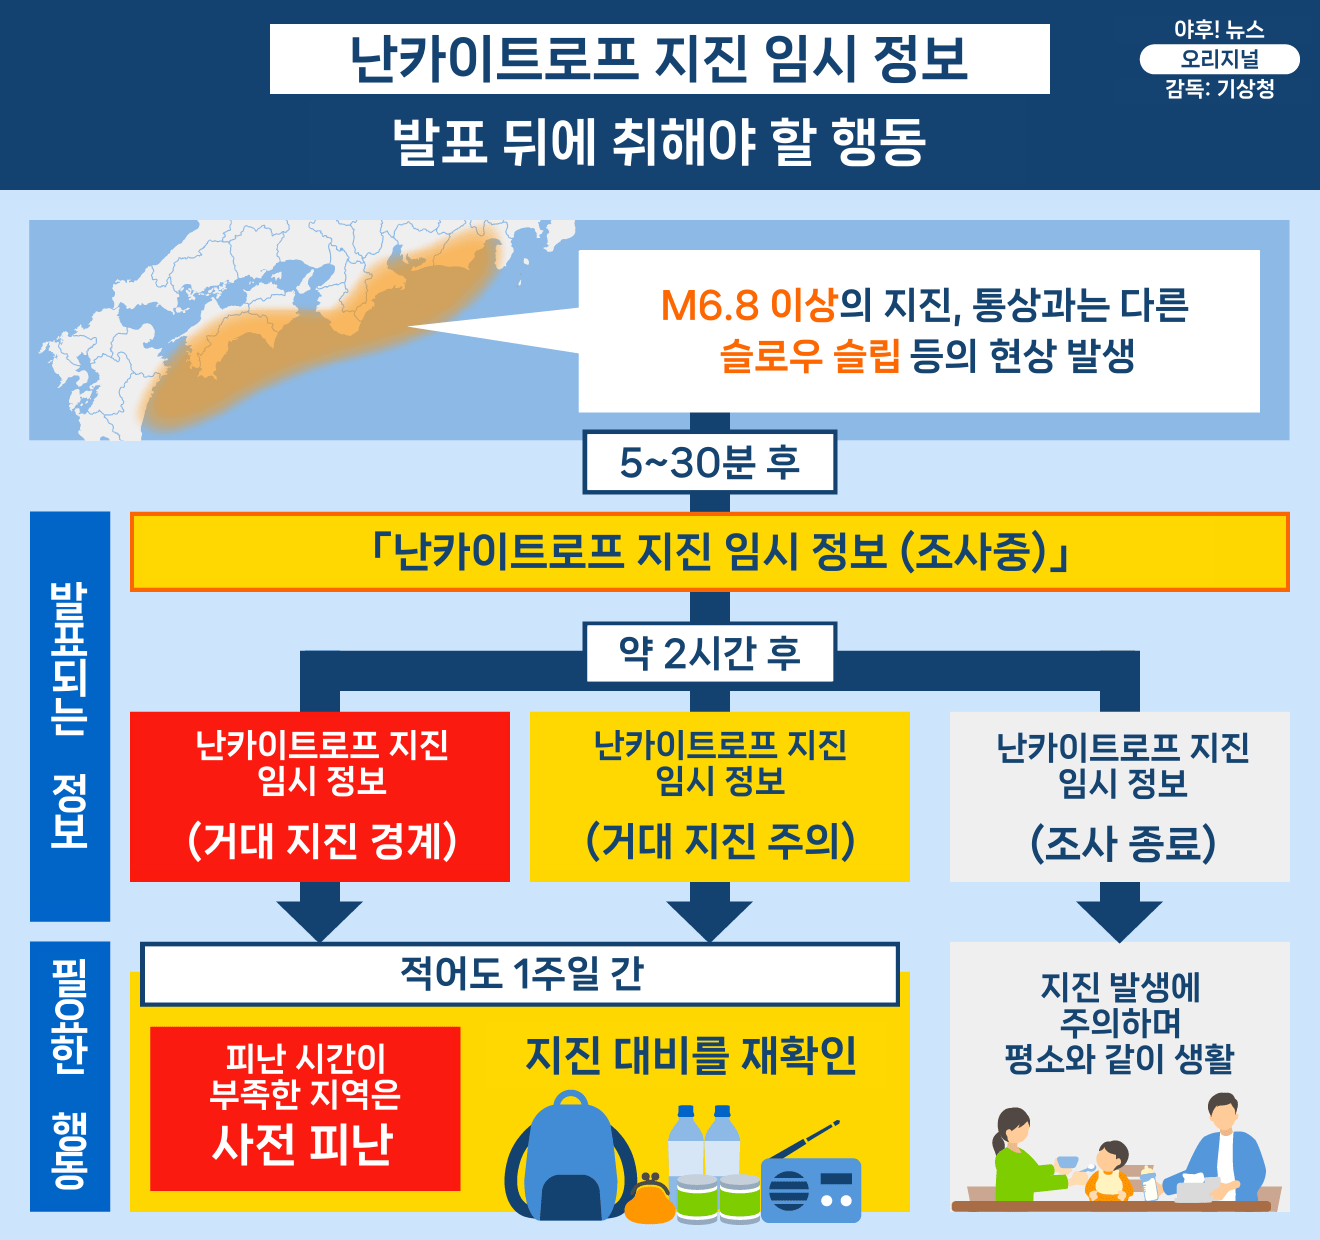 난카이트로프 지진 임시 정보
발표 뒤에 취해야 할 행동
야후! 뉴스
오리지널
감독: 기상청
M6.8 이상의 지진, 통상과는 다른
슬로우 슬립 등의 현상 발생
5~30분 후
발표되는 정보
「난카이트로프 지진 임시 정보 (조사중)」
약 2시간 후
난카이트로프 지진
임시 정보
(거대 지진 경계)
난카이트로프 지진
임시 정보
(거대 지진 주의)
난카이트로프 지진
임시 정보
(조사 종료)
필요한 행동
적어도 1주일 간
피난 시간이
부족한 지역은
사전 피난
지진 대비를 재확인
지진 발생에
주의하며
평소와 같이 생활